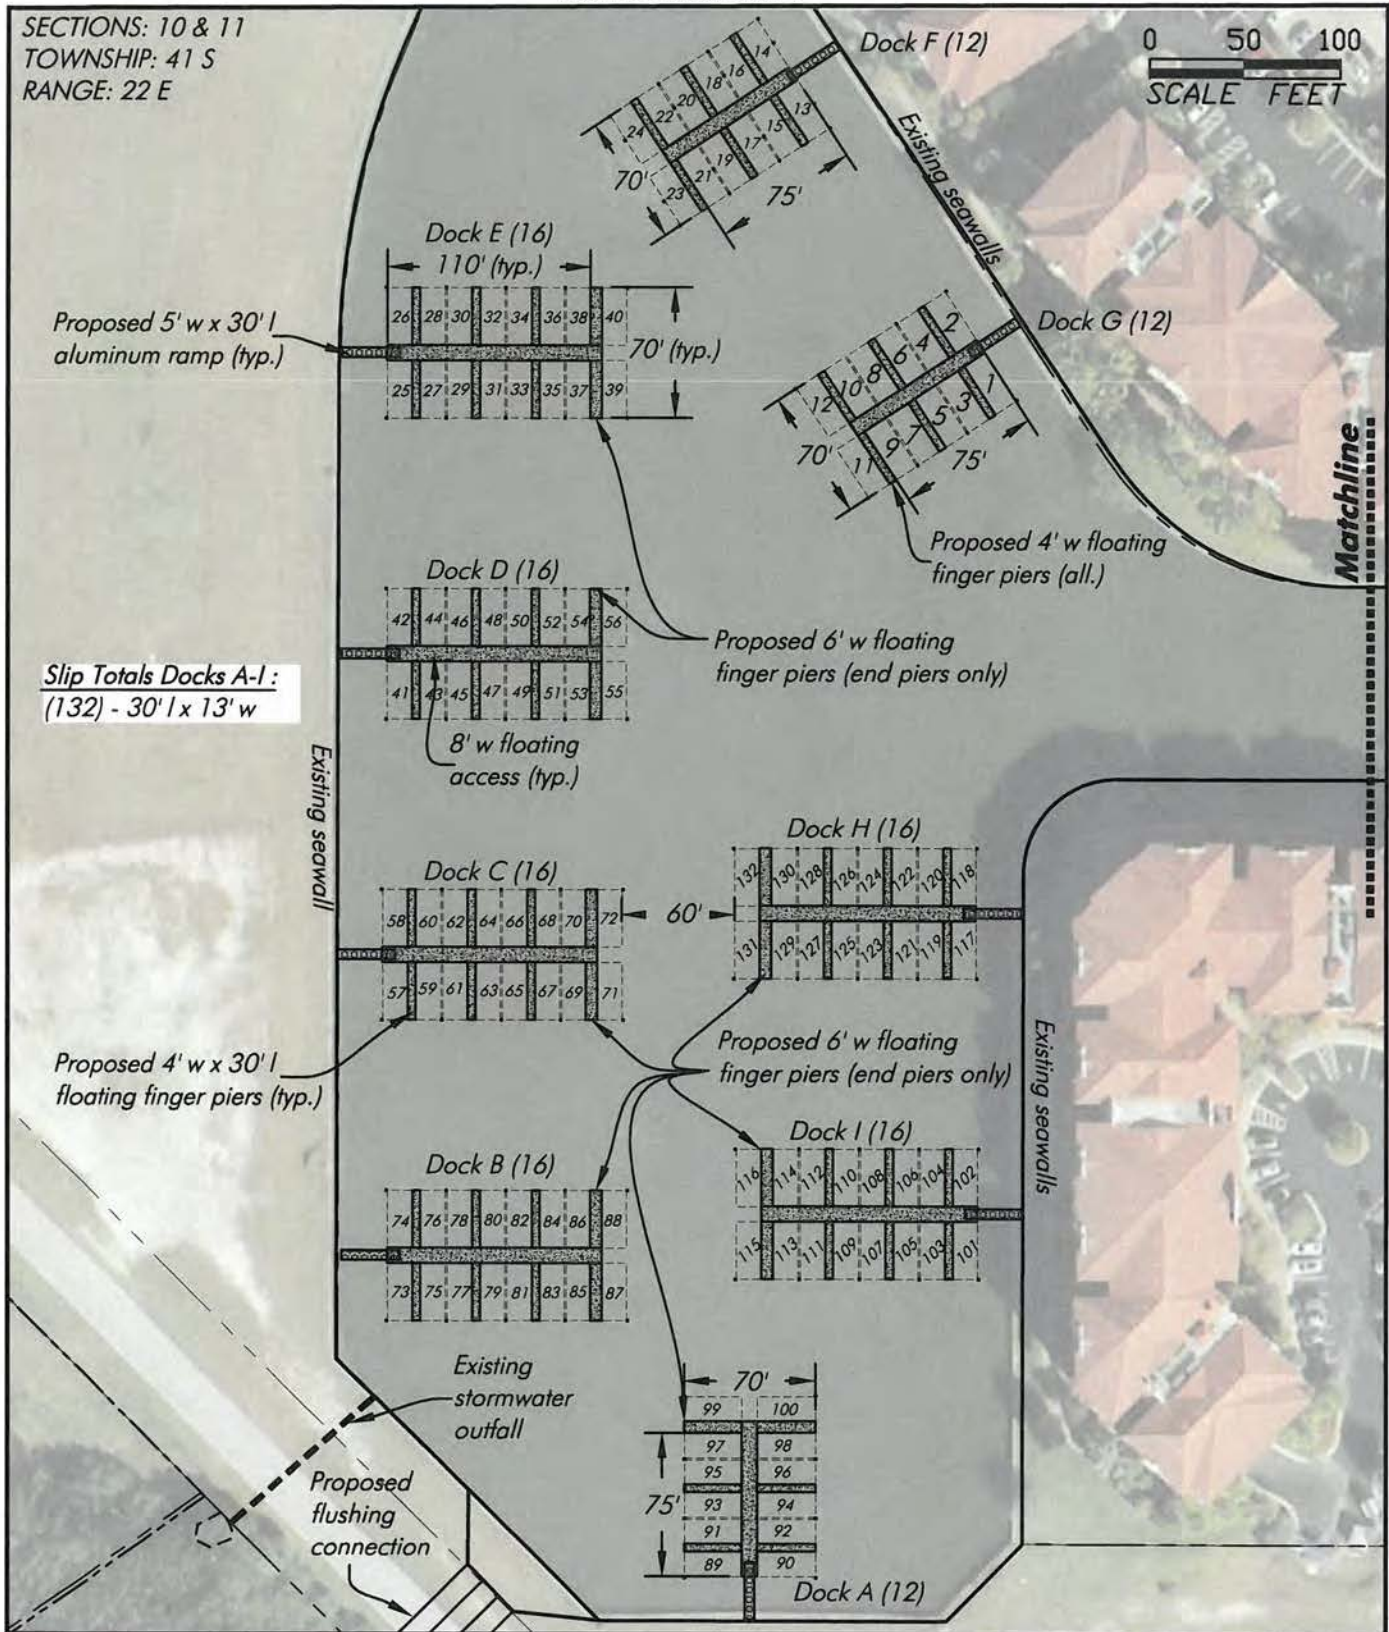 SECTIONS: 10 & 11
TOWNSHIP: 41 S
RANGE: 22 E
0 50 100
SCALE FEET
Dock F (12)
14
16
18
20
22
24
13
15
17
19
21
23
70'
75'
Existing seawalls
Dock E (16)
110' (typ.)
26 28 30 32 34 36 38 40
70' (typ.)
25 27 29 31 33 35 37 39
Proposed 5' w x 30' l
aluminum ramp (typ.)
Dock G (12)
2
4
6
8
10
12
1
3
5
7
9
11
70'
75'
Proposed 4' w floating
finger piers (all.)
Matchline
Dock D (16)
42 44 46 48 50 52 54 56
41 43 45 47 49 51 53 55
Proposed 6' w floating
finger piers (end piers only)
8' w floating
access (typ.)
Slip Totals Docks A-I :
(132) - 30' l x 13' w
Existing seawall
Dock H (16)
132 130 128 126 124 122 120 118
131 129 127 125 123 121 119 117
60'
Dock C (16)
58 60 62 64 66 68 70 72
57 59 61 63 65 67 69 71
Proposed 4' w x 30' l
floating finger piers (typ.)
Proposed 6' w floating
finger piers (end piers only)
Existing seawalls
Dock I (16)
116 114 112 110 108 106 104 102
115 113 111 109 107 105 103 101
Dock B (16)
74 76 78 80 82 84 86 88
73 75 77 79 81 83 85 87
Existing
stormwater
outfall
Proposed
flushing
connection
70'
99 100
97 98
95 96
93 94
91 92
89 90
75'
Dock A (12)